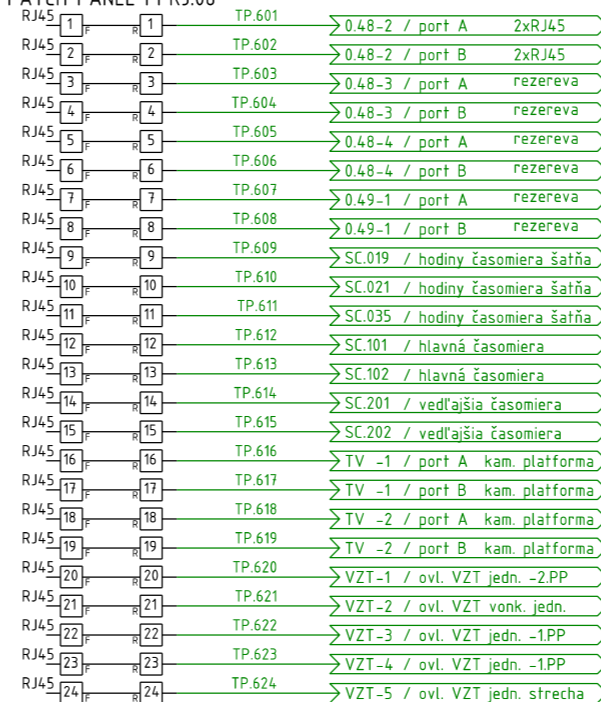 RJ45 1 F R 1 TP.601 0.48-2 / port A 2xRJ45
RJ45 2 F R 2 TP.602 0.48-2 / port B 2xRJ45
RJ45 3 F R 3 TP.603 0.48-3 / port A rezereva
RJ45 4 F R 4 TP.604 0.48-3 / port B rezereva
RJ45 5 F R 5 TP.605 0.48-4 / port A rezereva
RJ45 6 F R 6 TP.606 0.48-4 / port B rezereva
RJ45 7 F R 7 TP.607 0.49-1 / port A rezereva
RJ45 8 F R 8 TP.608 0.49-1 / port B rezereva
RJ45 9 F R 9 TP.609 SC.019 / hodiny časomiera šatňa
RJ45 10 F R 10 TP.610 SC.021 / hodiny časomiera šatňa
RJ45 11 F R 11 TP.611 SC.035 / hodiny časomiera šatňa
RJ45 12 F R 12 TP.612 SC.101 / hlavná časomiera
RJ45 13 F R 13 TP.613 SC.102 / hlavná časomiera
RJ45 14 F R 14 TP.614 SC.201 / vedľajšia časomiera
RJ45 15 F R 15 TP.615 SC.202 / vedľajšia časomiera
RJ45 16 F R 16 TP.616 TV -1 / port A kam. platforma
RJ45 17 F R 17 TP.617 TV -1 / port B kam. platforma
RJ45 18 F R 18 TP.618 TV -2 / port A kam. platforma
RJ45 19 F R 19 TP.619 TV -2 / port B kam. platforma
RJ45 20 F R 20 TP.620 VZT-1 / ovl. VZT jedn. -2.PP
RJ45 21 F R 21 TP.621 VZT-2 / ovl. VZT vonk. jedn.
RJ45 22 F R 22 TP.622 VZT-3 / ovl. VZT jedn. -1.PP
RJ45 23 F R 23 TP.623 VZT-4 / ovl. VZT jedn. -1.PP
RJ45 24 F R 24 TP.624 VZT-5 / ovl. VZT jedn. strecha